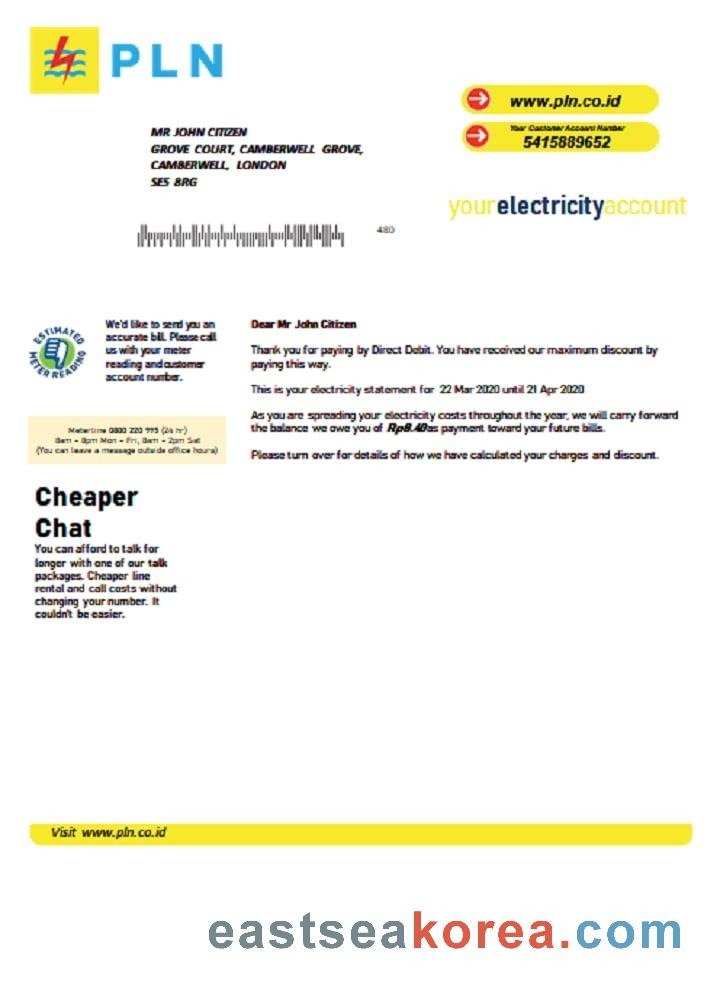 PLN
www.pln.co.id
Your Customer Account Number
5415889652
MR JOHN CITIZEN
GROVE COURT, CAMBERWELL GROVE,
CAMBERWELL, LONDON
SE5 8RG
yourelectricityaccount
480
ESTIMATED
METER READING
We'd like to send you an
accurate bill. Please call
us with your meter
reading and customer
account number.
Meterline 0800 220 995 (24 hr)
8am - 8pm Mon - Fri, 8am - 2pm Sat
(You can leave a message outside office hours)
Cheaper
Chat
You can afford to talk for
longer with one of our talk
packages. Cheaper line
rental and call costs without
changing your number. It
couldn't be easier.
Dear Mr John Citizen
Thank you for paying by Direct Debit. You have received our maximum discount by
paying this way.
This is your electricity statement for 22 Mar 2020 until 21 Apr 2020
As you are spreading your electricity costs throughout the year, we will carry forward
the balance we owe you of Rp8.40as payment toward your future bills.
Please turn over for details of how we have calculated your charges and discount.
Visit www.pln.co.id
eastseakorea.com